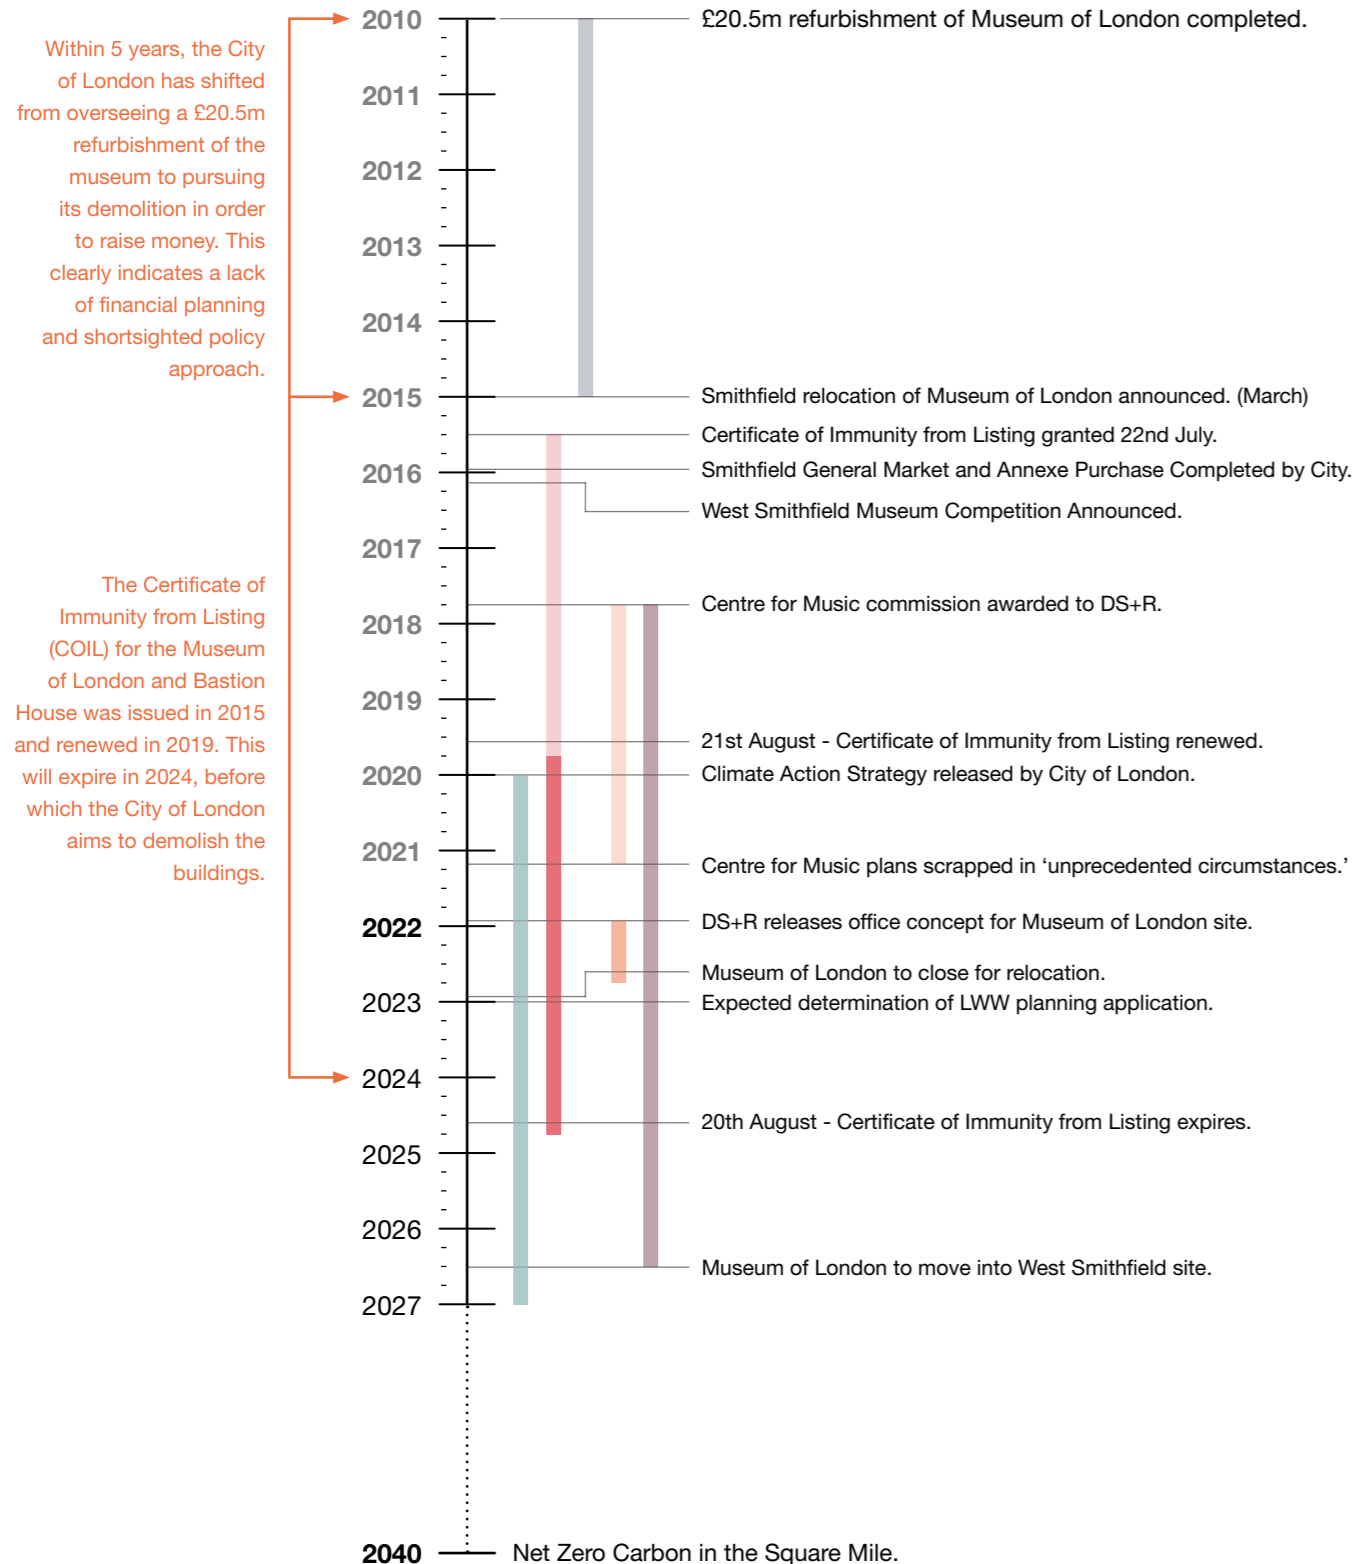 2010
£20.5m refurbishment of Museum of London completed.
Within 5 years, the City
of London has shifted
from overseeing a £20.5m
refurbishment of the
museum to pursuing
its demolition in order
to raise money. This
clearly indicates a lack
of financial planning
and shortsighted policy
approach.
2011
2012
2013
2014
2015
Smithfield relocation of Museum of London announced. (March)
Certificate of Immunity from Listing granted 22nd July.
2016
Smithfield General Market and Annexe Purchase Completed by City.
West Smithfield Museum Competition Announced.
2017
The Certificate of
Immunity from Listing
(COIL) for the Museum
of London and Bastion
House was issued in 2015
and renewed in 2019. This
will expire in 2024, before
which the City of London
aims to demolish the
buildings.
Centre for Music commission awarded to DS+R.
2018
2019
21st August - Certificate of Immunity from Listing renewed.
2020
Climate Action Strategy released by City of London.
2021
Centre for Music plans scrapped in ‘unprecedented circumstances.’
2022
DS+R releases office concept for Museum of London site.
Museum of London to close for relocation.
2023
Expected determination of LWW planning application.
2024
20th August - Certificate of Immunity from Listing expires.
2025
2026
Museum of London to move into West Smithfield site.
2027
2040
Net Zero Carbon in the Square Mile.